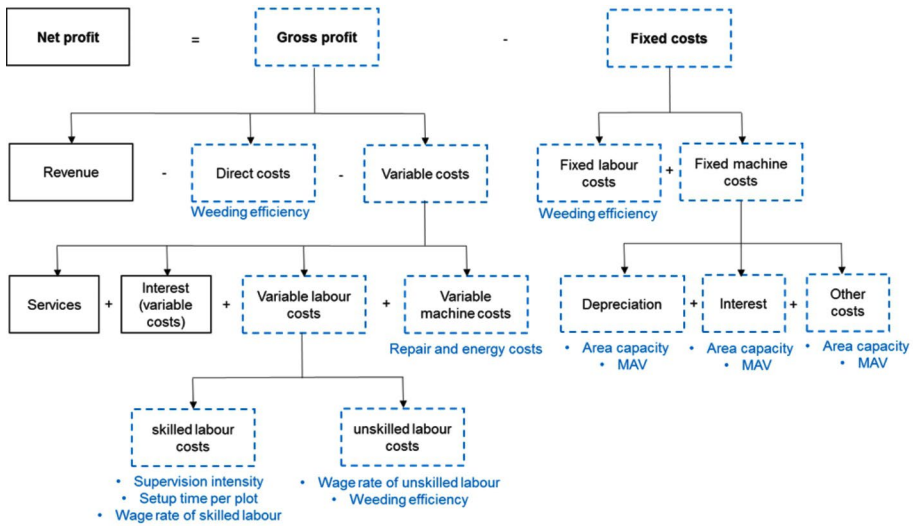 Net profit
=
Gross profit
-
Fixed costs
Revenue
-
Direct costs
-
Variable costs
Fixed labour
costs
+
Fixed machine
costs
Weeding efficiency
Weeding efficiency
Services
+
Interest
(variable
costs)
+
Variable labour
costs
+
Variable
machine costs
Depreciation
+
Interest
+
Other
costs
Repair and energy costs
• Area capacity
• MAV
• Area capacity
• MAV
• Area capacity
• MAV
skilled labour
costs
unskilled labour
costs
• Supervision intensity
• Setup time per plot
• Wage rate of skilled labour
• Wage rate of unskilled labour
• Weeding efficiency